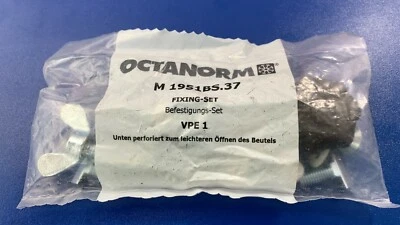 OCTANORM
M 1951BS.37
FIXING-SET
Befestigungs-Set
VPE 1
Unten perforiert zum leichteren Öffnen des Beutels